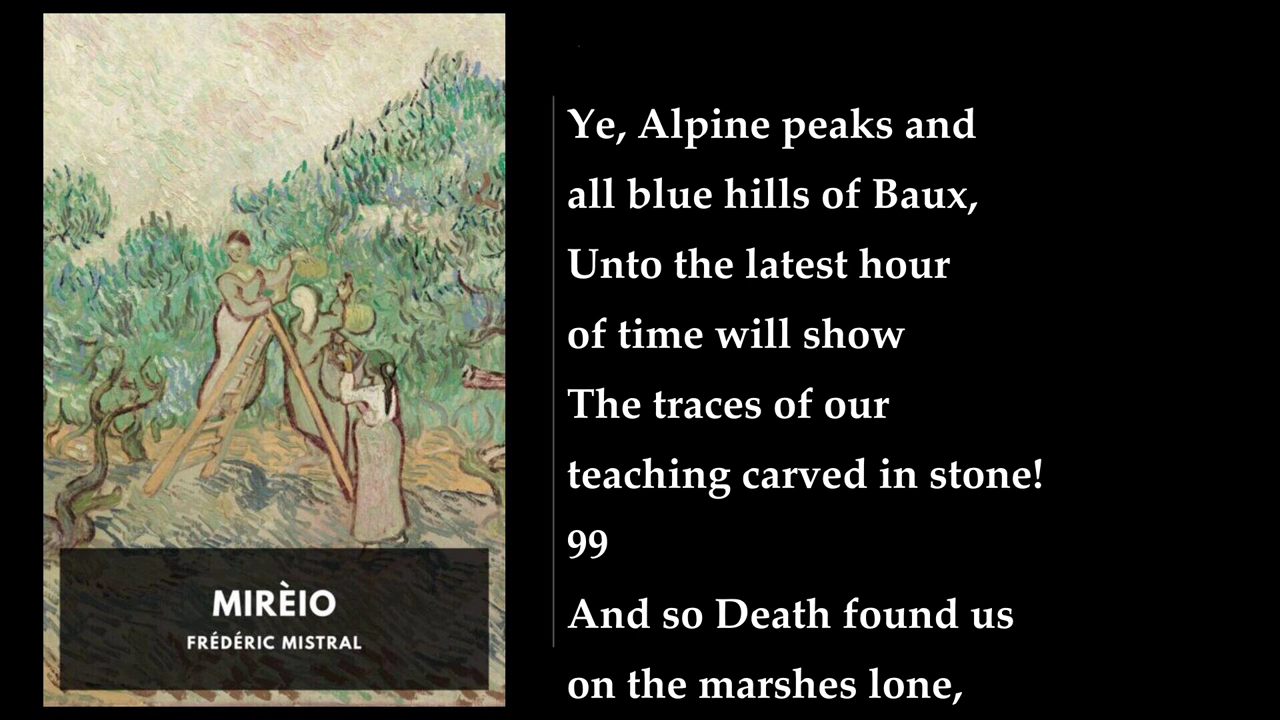 MIRÈIO
FRÉDÉRIC MISTRAL
Ye, Alpine peaks and
all blue hills of Baux,
Unto the latest hour
of time will show
The traces of our
teaching carved in stone!
99
And so Death found us
on the marshes lone,